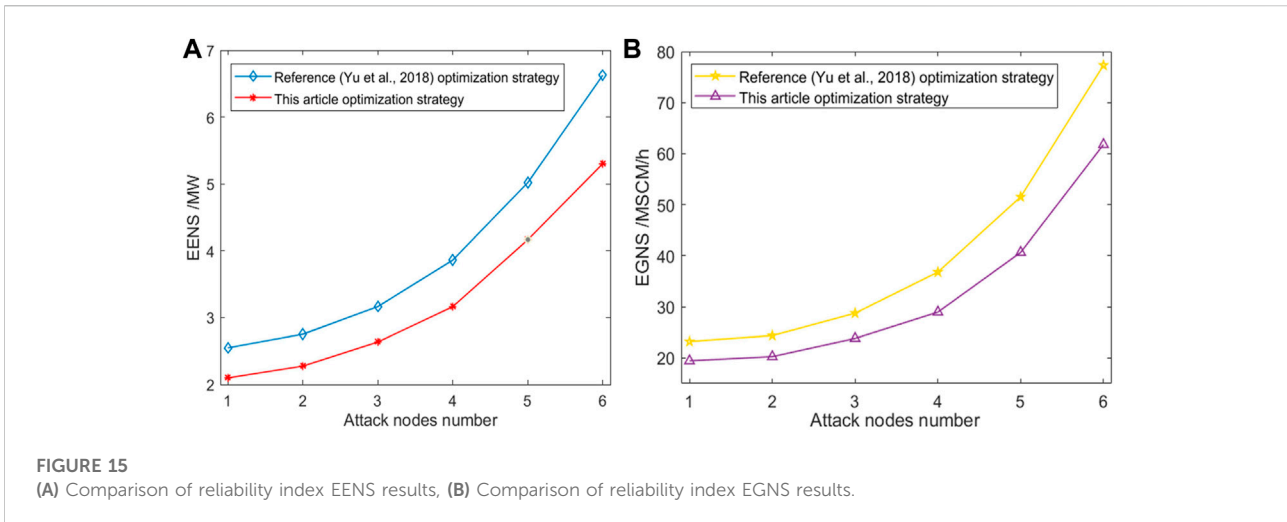 A
7
6
5
4
3
2
EENS /MW
Reference (Yu et al., 2018) optimization strategy
This article optimization strategy
1 2 3 4 5 6
Attack nodes number
B
80
70
60
50
40
30
20
EGNS /MSCM/h
Reference (Yu et al., 2018) optimization strategy
This article optimization strategy
1 2 3 4 5 6
Attack nodes number
FIGURE 15
(A) Comparison of reliability index EENS results, (B) Comparison of reliability index EGNS results.